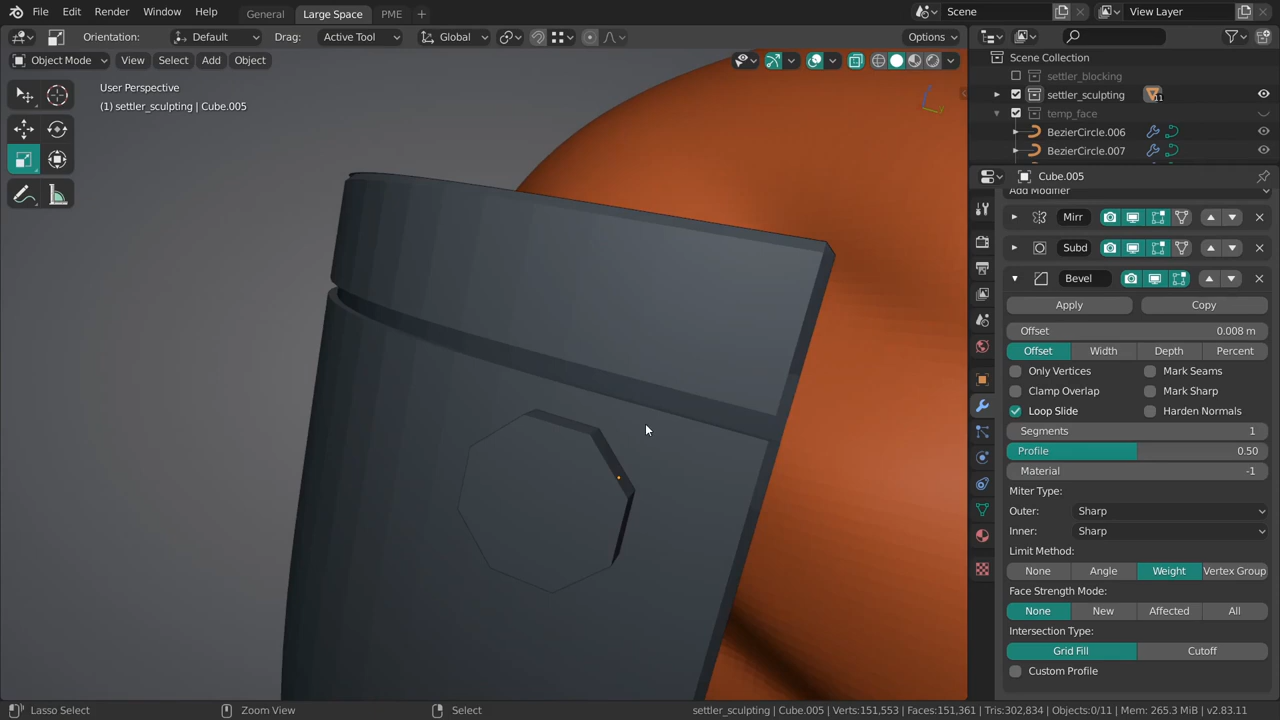 File Edit Render Window Help General Large Space PME + Scene View Layer
Orientation: Default Drag: Active Tool Global Options
Object Mode View Select Add Object
User Perspective
(1) settler_sculpting | Cube.005
Scene Collection
settler_blocking
settler_sculpting 11
temp_face
BezierCircle.006
BezierCircle.007
Cube.005
Add Modifier
Mirr
Subd
Bevel
Apply Copy
Offset 0.008 m
Offset Width Depth Percent
Only Vertices Mark Seams
Clamp Overlap Mark Sharp
Loop Slide Harden Normals
Segments 1
Profile 0.50
Material -1
Miter Type:
Outer: Sharp
Inner: Sharp
Limit Method:
None Angle Weight Vertex Group
Face Strength Mode:
None New Affected All
Intersection Type:
Grid Fill Cutoff
Custom Profile
Lasso Select Zoom View Select settler_sculpting | Cube.005 | Verts:151,553 | Faces:151,361 | Tris:302,834 | Objects:0/11 | Mem: 265.3 MiB | v2.83.11